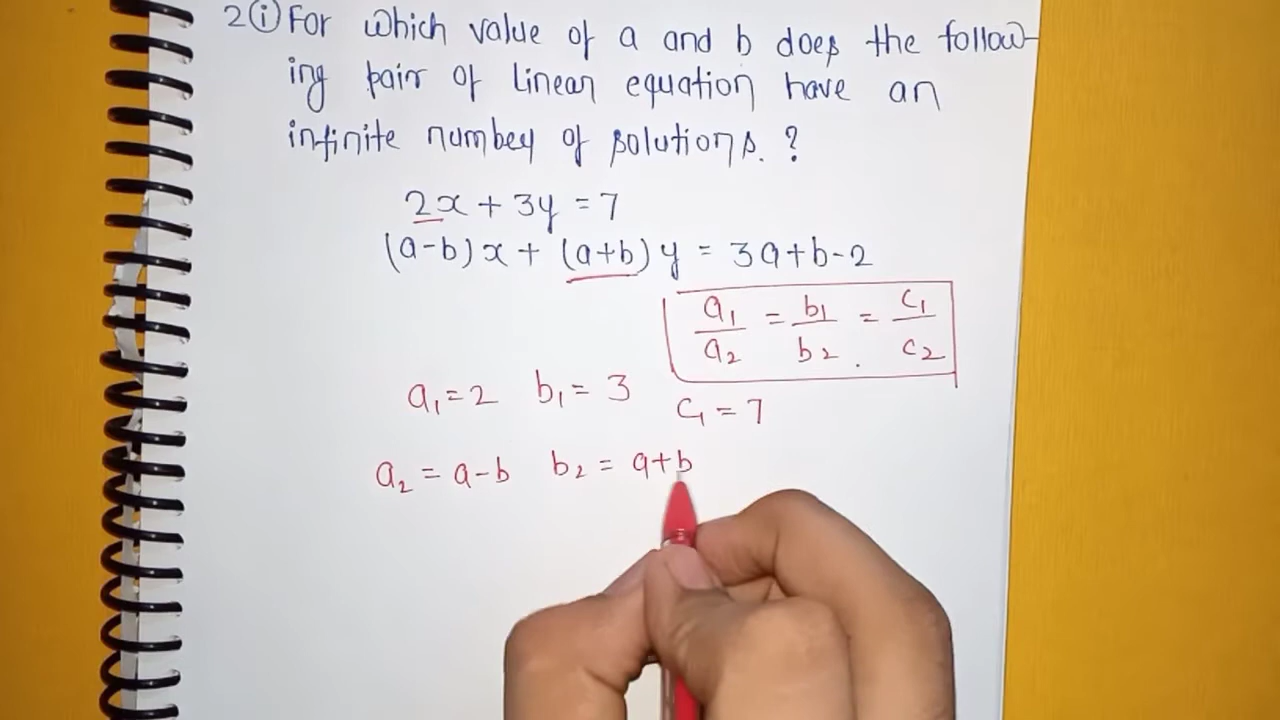 2 ⓘ For which value of a and b does the follow-
ing pair of linear equation have an
infinite number of solutions. ?
2x + 3y = 7
(a-b)x + (a+b)y = 3a+b-2
a₁/a₂ = b₁/b₂ = c₁/c₂
a₁=2 b₁=3 c₁=7
a₂ = a-b b₂ = a+b